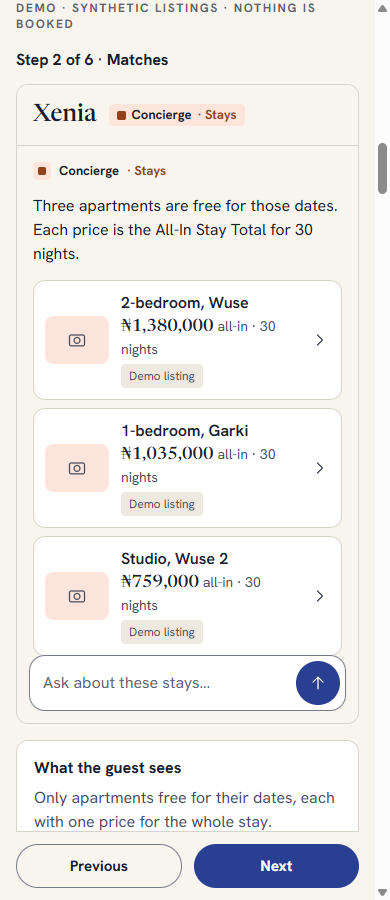 DEMO · SYNTHETIC LISTINGS · NOTHING IS
BOOKED
Step 2 of 6 · Matches
Xenia Concierge · Stays
Concierge · Stays
Three apartments are free for those dates.
Each price is the All-In Stay Total for 30
nights.
2-bedroom, Wuse
₦1,380,000 all-in · 30
nights
Demo listing
1-bedroom, Garki
₦1,035,000 all-in · 30
nights
Demo listing
Studio, Wuse 2
₦759,000 all-in · 30
nights
Demo listing
Ask about these stays...
What the guest sees
Only apartments free for their dates, each
with one price for the whole stay.
Previous Next